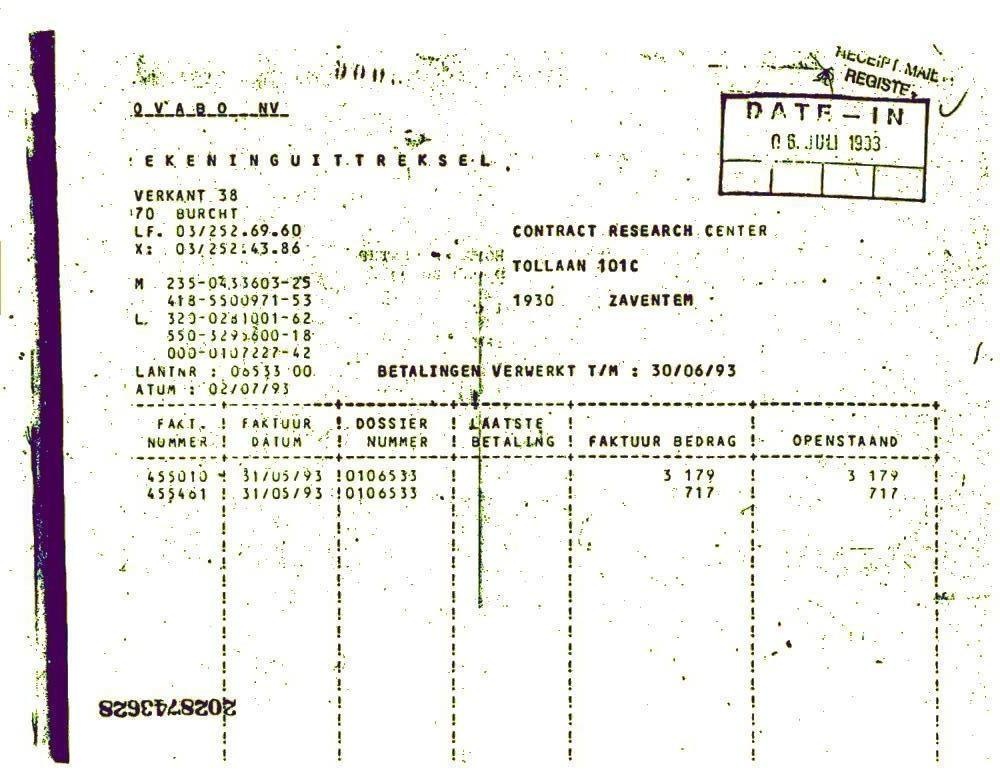 RECEIPT MAIL
REGISTE
DATE-IN
06. JULI 1993
OVABO NV
EKENINGUITTREKSEL
VERKANT 38
70 BURCHT
LF. 03/252.69.60
X: 03/252.43.86
CONTRACT RESEARCH CENTER
TOLLAAN 101C
1930 ZAVENTEM
M 235-0433603-25
418-5500971-53
L. 320-0281001-62
550-3295600-18
000-0107227-42
LANTNR : 06533 00
ATUM : 02/07/93
BETALINGEN VERWERKT T/M : 30/06/93
FAKT. NUMMER ! FAKTUUR DATUM ! DOSSIER NUMMER ! LAATSTE BETALING ! FAKTUUR BEDRAG ! OPENSTAAND
455010 ! 31/05/93 !0106533 ! ! 3 179 ! 3 179
455461 ! 31/05/93 !0106533 ! ! 717 ! 717
2028743628